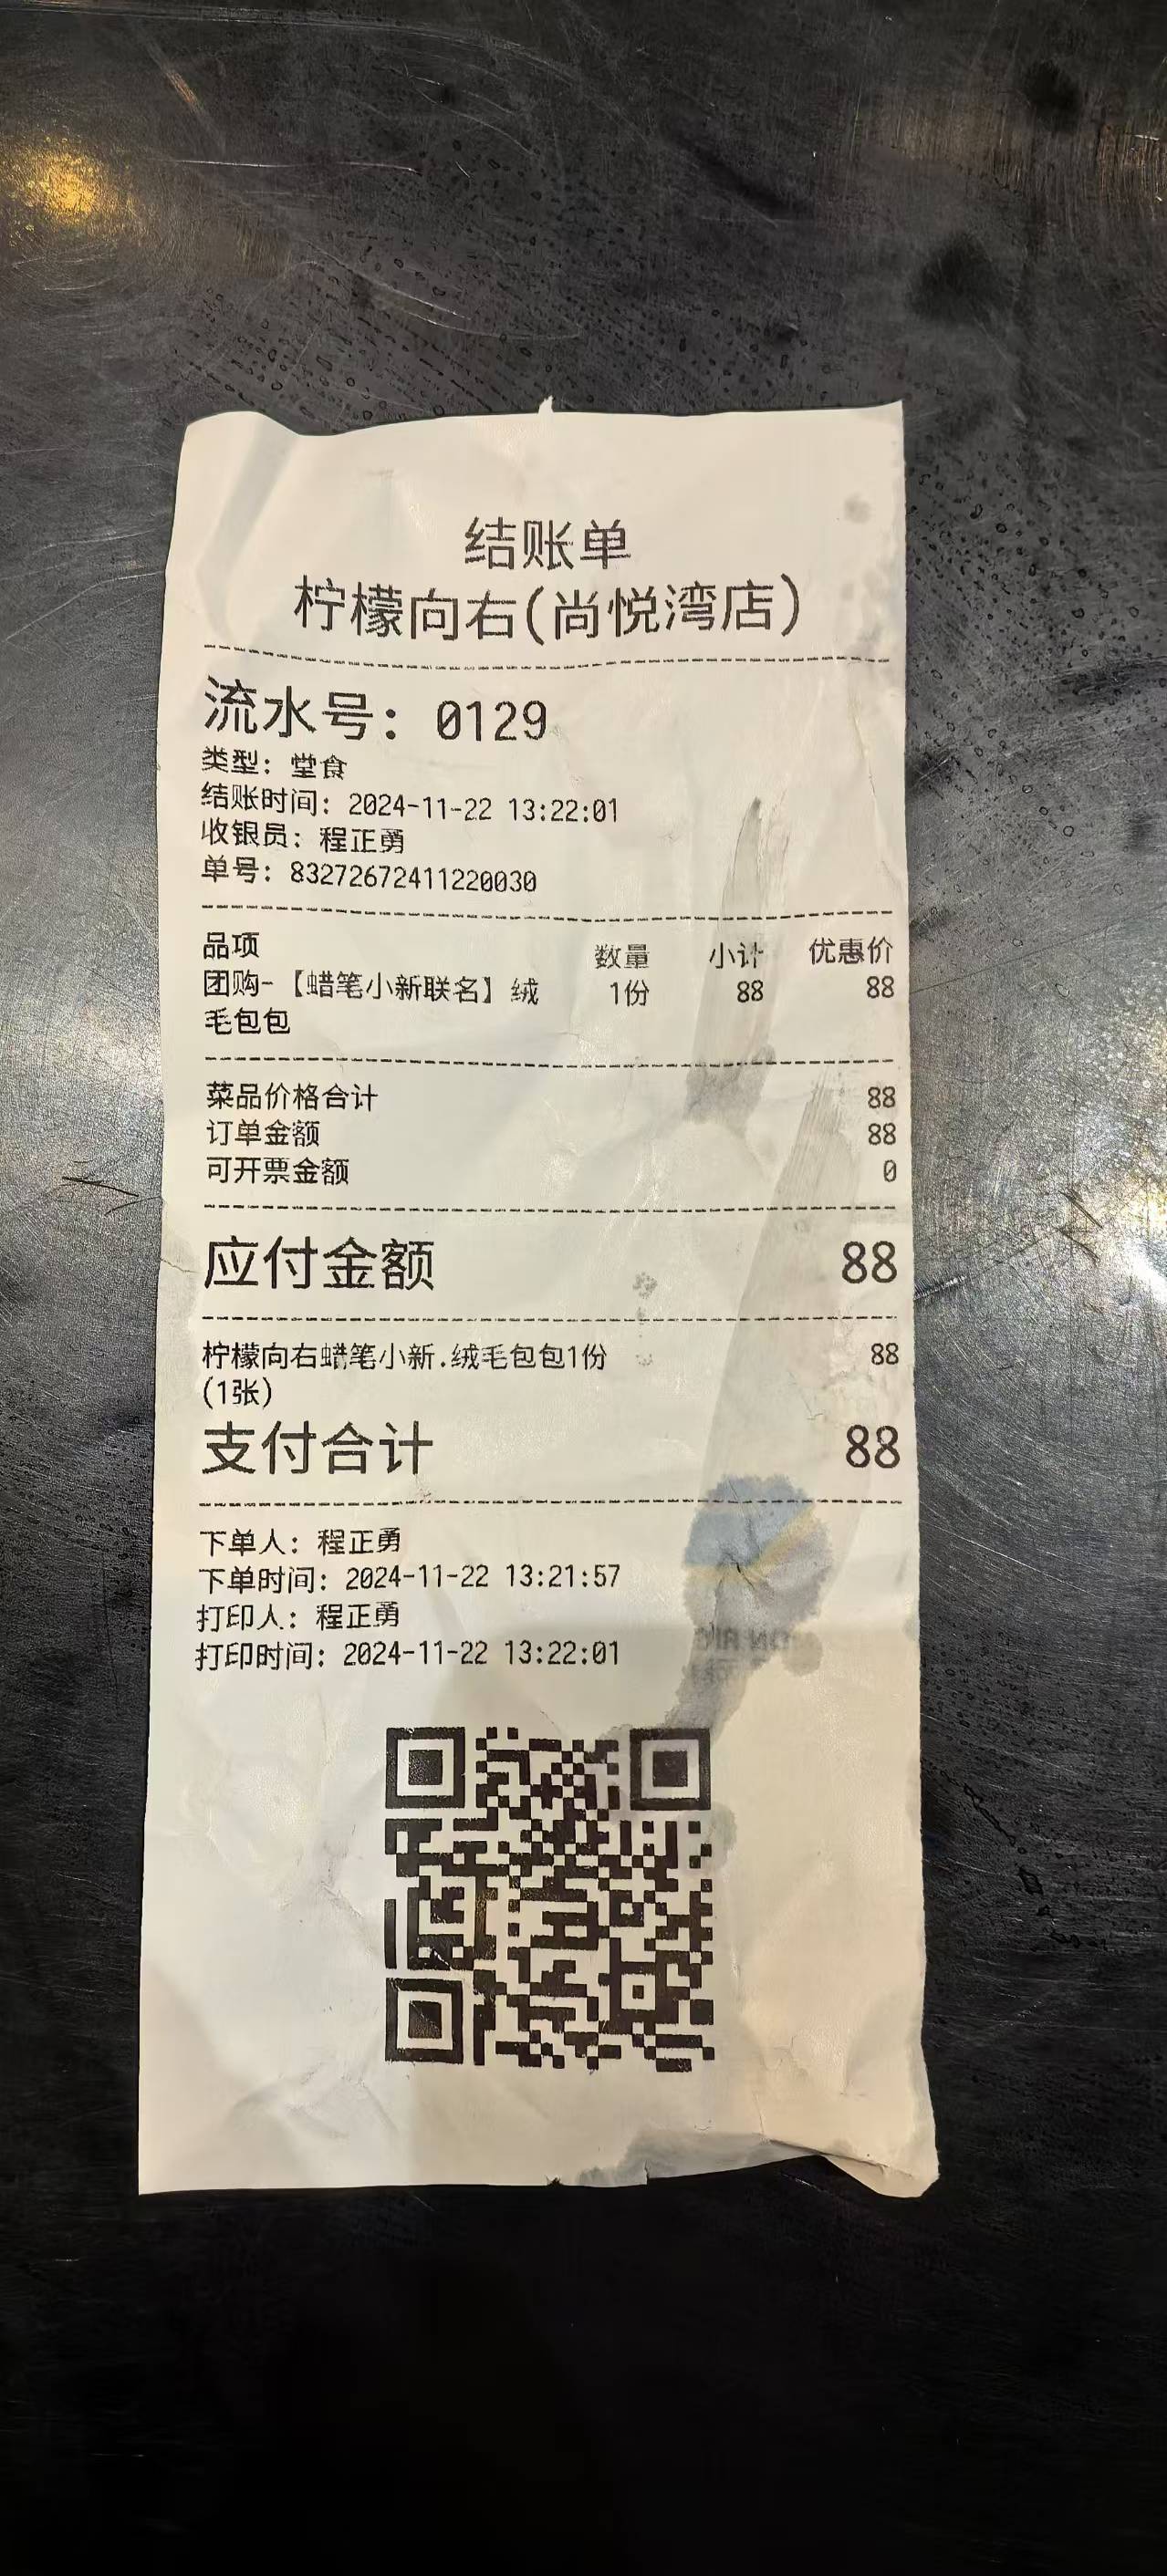 结账单
柠檬向右(尚悦湾店)
流水号: 0129
类型: 堂食
结账时间: 2024-11-22 13:22:01
收银员: 程正勇
单号: 83272672411220030
品项 数量 小计 优惠价
团购-【蜡笔小新联名】绒 1份 88 88
毛包包
菜品价格合计 88
订单金额 88
可开票金额 0
应付金额 88
柠檬向右蜡笔小新.绒毛包包1份 88
(1张)
支付合计 88
下单人: 程正勇
下单时间: 2024-11-22 13:21:57
打印人: 程正勇
打印时间: 2024-11-22 13:22:01